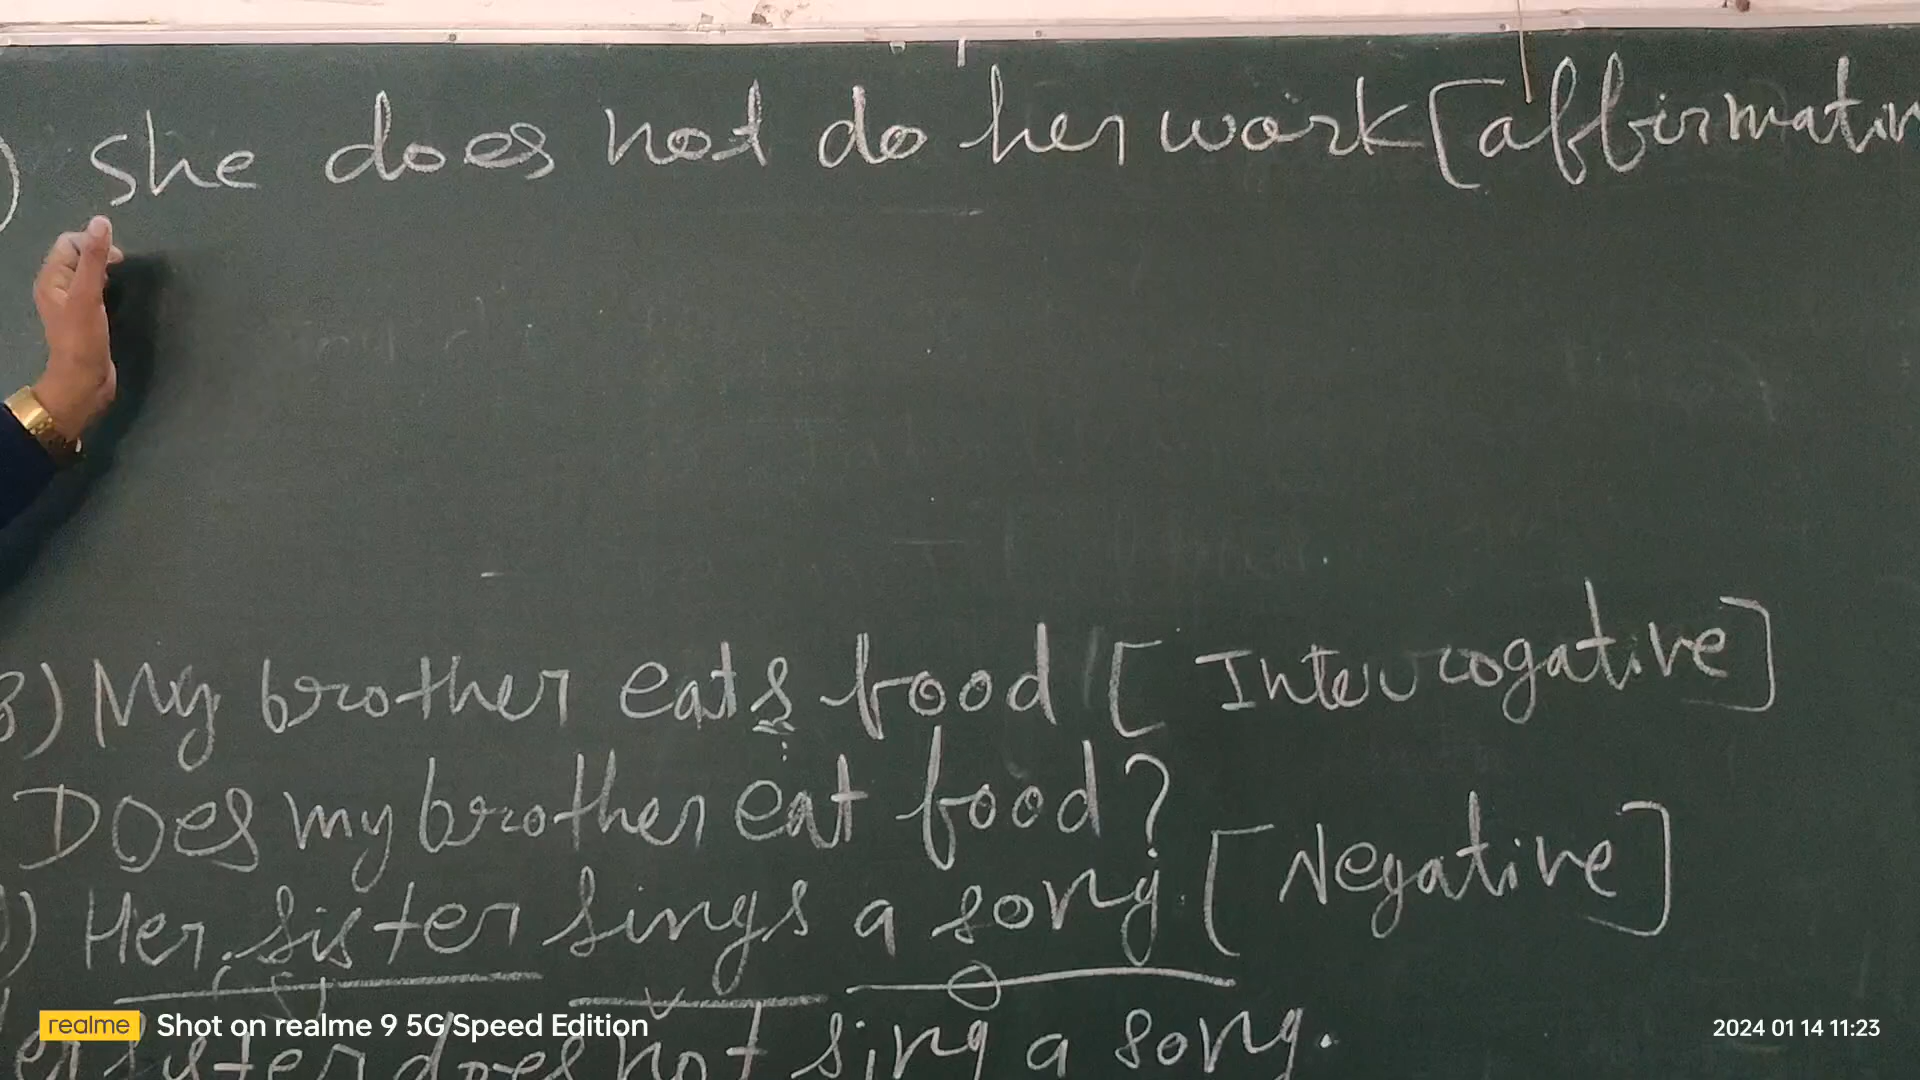 ) She does not do her work [affirmativ
3) My brother eats food [Interrogative]
Does my brother eat food?
) Her sister sings a song. [Negative]
S V O
er sister does not sing a song.
realme Shot on realme 9 5G Speed Edition
2024 01 14 11:23